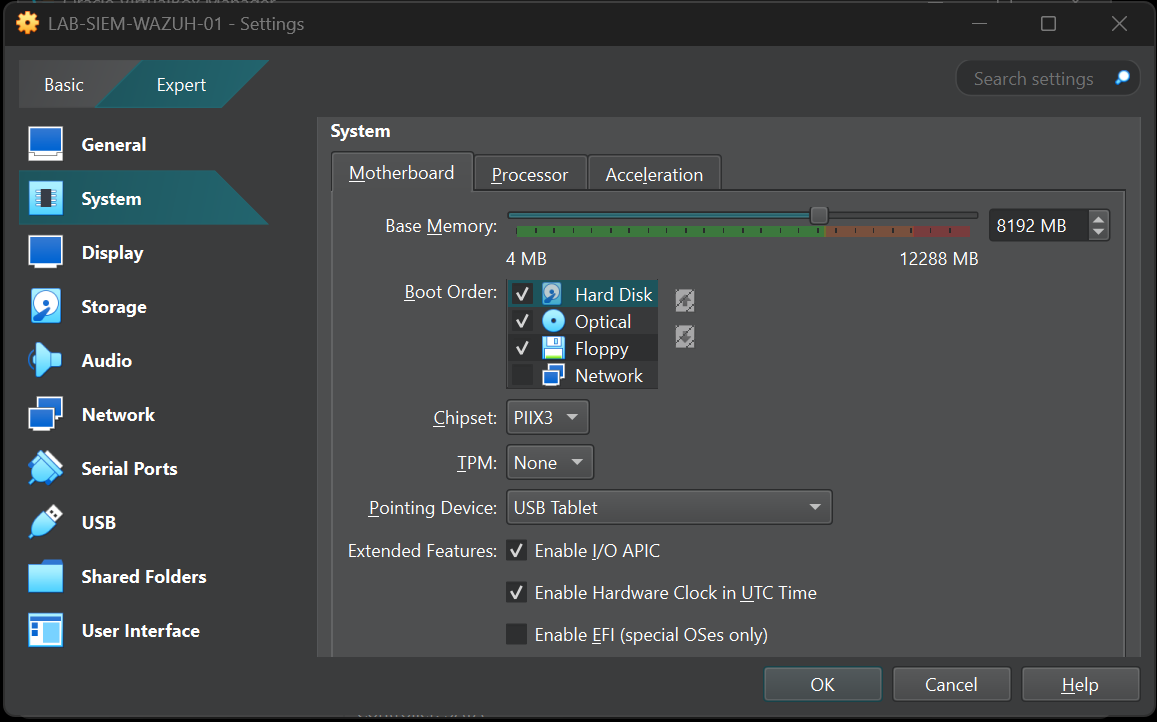 LAB-SIEM-WAZUH-01 - Settings
Basic
Expert
Search settings
General
System
Display
Storage
Audio
Network
Serial Ports
USB
Shared Folders
User Interface
System
Motherboard
Processor
Acceleration
Base Memory:
8192 MB
4 MB
12288 MB
Boot Order:
Hard Disk
Optical
Floppy
Network
Chipset:
PIIX3
TPM:
None
Pointing Device:
USB Tablet
Extended Features:
Enable I/O APIC
Enable Hardware Clock in UTC Time
Enable EFI (special OSes only)
OK
Cancel
Help